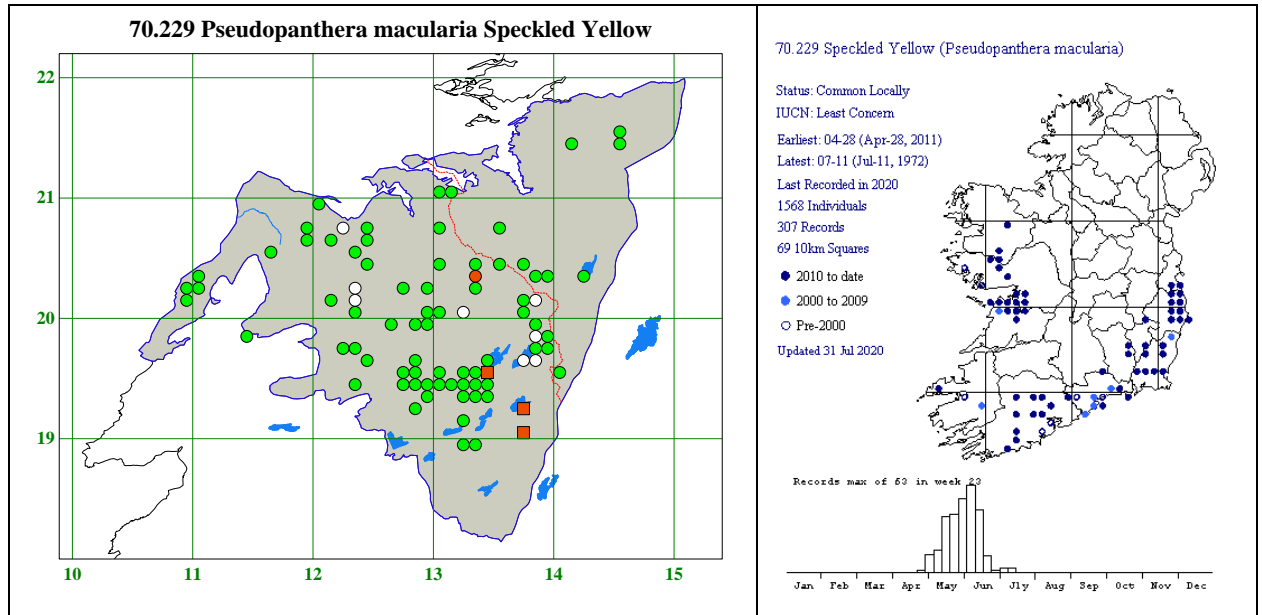 70.229 Pseudopanthera macularia Speckled Yellow
22
21
20
19
10 11 12 13 14 15
70.229 Speckled Yellow (Pseudopanthera macularia)
Status: Common Locally
IUCN: Least Concern
Earliest: 04-28 (Apr-28, 2011)
Latest: 07-11 (Jul-11, 1972)
Last Recorded in 2020
1568 Individuals
307 Records
69 10km Squares
2010 to date
2000 to 2009
Pre-2000
Updated 31 Jul 2020
Records max of 53 in week 23
Jan Feb Mar Apr May Jun Jly Aug Sep Oct Nov Dec